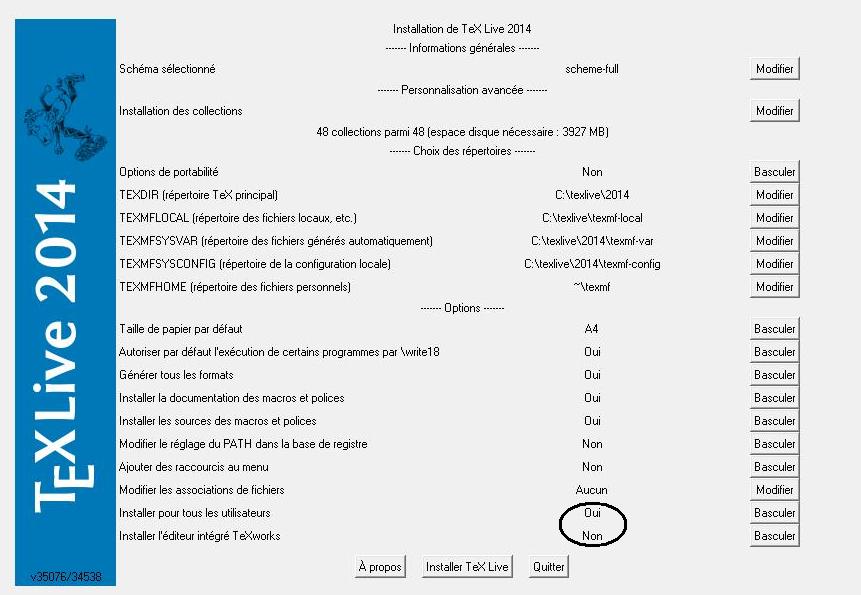 Installation de TeX Live 2014
------- Informations générales -------
Schéma sélectionné scheme-full Modifier
------- Personnalisation avancée -------
Installation des collections Modifier
48 collections parmi 48 (espace disque nécessaire : 3927 MB)
------- Choix des répertoires -------
Options de portabilité Non Basculer
TEXDIR (répertoire TeX principal) C:\texlive\2014 Modifier
TEXMFLOCAL (répertoire des fichiers locaux, etc.) C:\texlive\texmf-local Modifier
TEXMFSYSVAR (répertoire des fichiers générés automatiquement) C:\texlive\2014\texmf-var Modifier
TEXMFSYSCONFIG (répertoire de la configuration locale) C:\texlive\2014\texmf-config Modifier
TEXMFHOME (répertoire des fichiers personnels) ~\texmf Modifier
------- Options -------
Taille de papier par défaut A4 Basculer
Autoriser par défaut l'exécution de certains programmes par \write18 Oui Basculer
Générer tous les formats Oui Basculer
Installer la documentation des macros et polices Oui Basculer
Installer les sources des macros et polices Oui Basculer
Modifier le réglage du PATH dans la base de registre Non Basculer
Ajouter des raccourcis au menu Non Basculer
Modifier les associations de fichiers Aucun Modifier
Installer pour tous les utilisateurs Oui Basculer
Installer l'éditeur intégré TeXworks Non Basculer
À propos Installer TeX Live Quitter
TEX Live 2014
v35076/34538